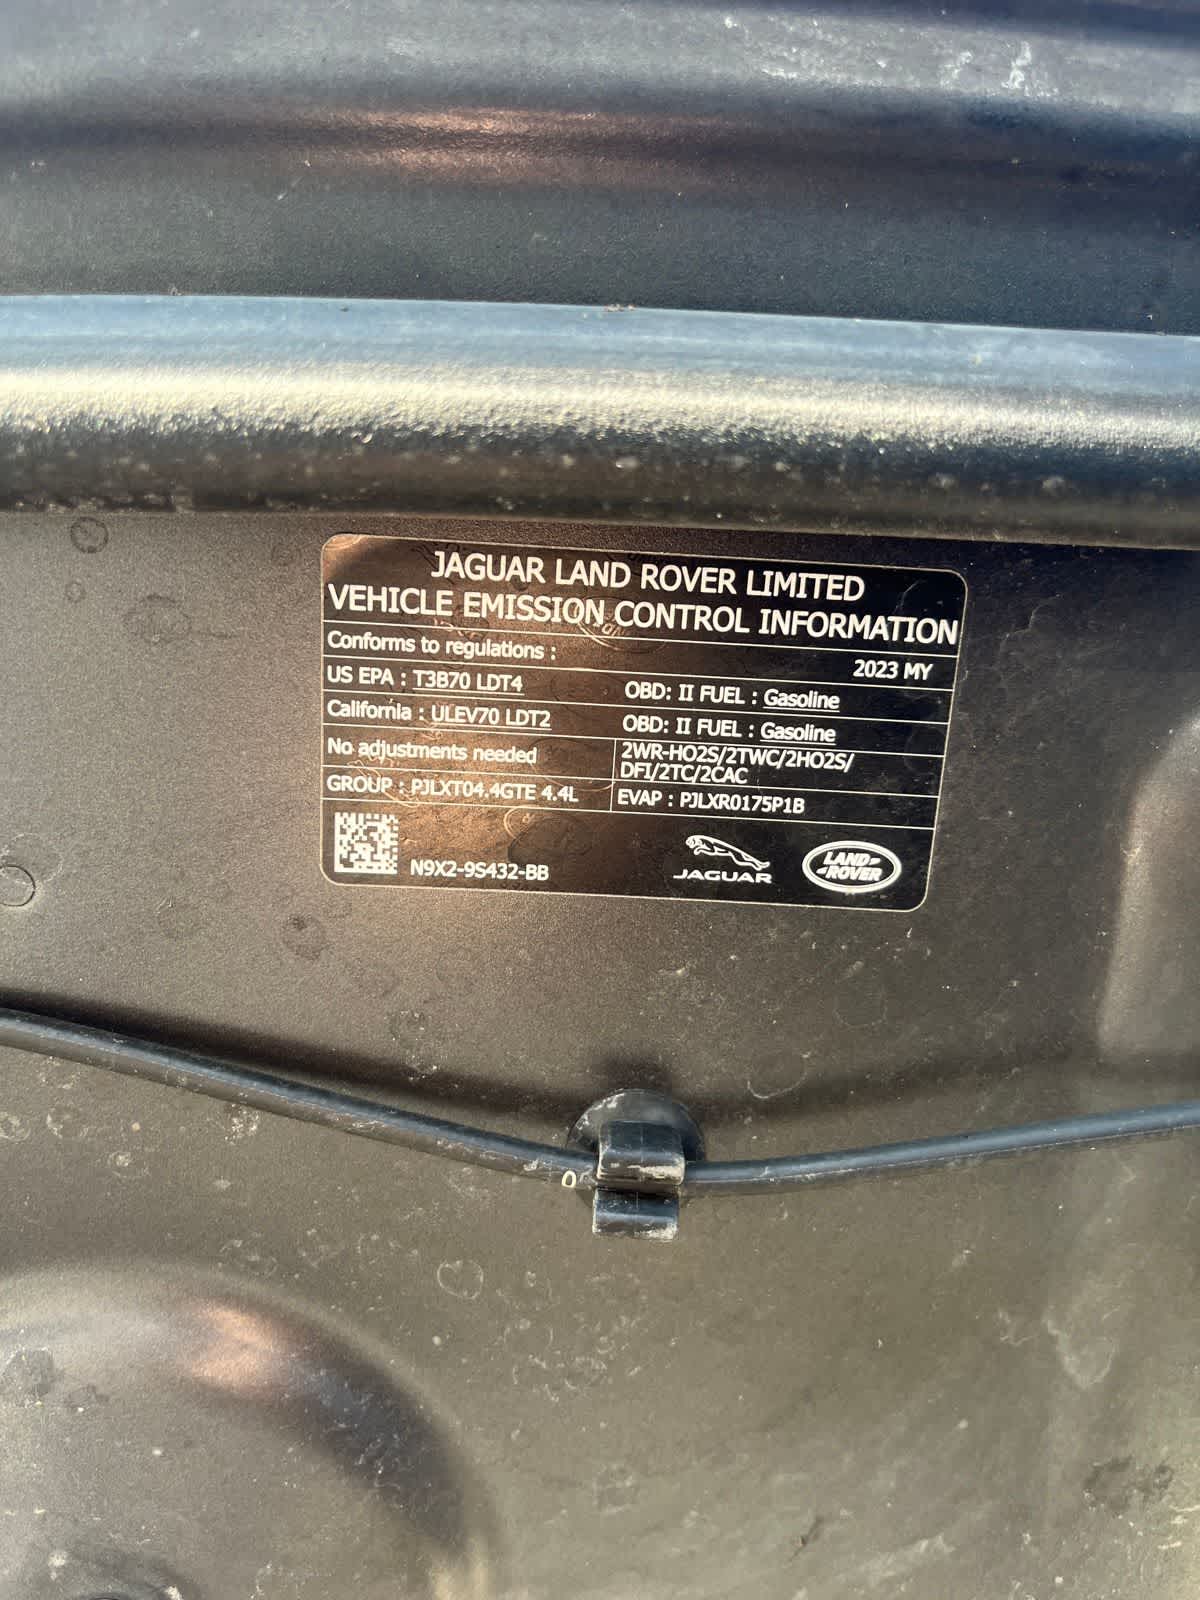 JAGUAR LAND ROVER LIMITED
VEHICLE EMISSION CONTROL INFORMATION
Conforms to regulations :
2023 MY
US EPA : T3B70 LDT4
OBD: II FUEL : Gasoline
California : ULEV70 LDT2
OBD: II FUEL : Gasoline
No adjustments needed
2WR-HO2S/2TWC/2HO2S/
DFI/2TC/2CAC
GROUP : PJLXT04.4GTE 4.4L
EVAP : PJLXR0175P1B
N9X2-9S432-BB
JAGUAR
LAND-
-ROVER